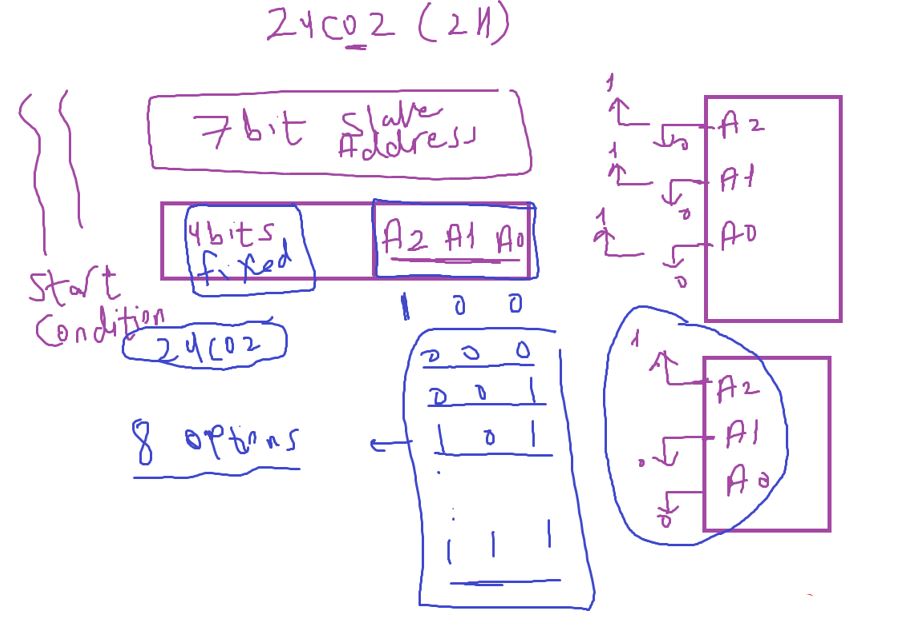 24C02 (2K)
7bit Slave
Address
4bits
fixed
A2 A1 A0
Start
Condition
24C02
1 0 0
0 0 0
0 0 1
1 0 1
1 1 1
8 options
1
A2
0
1
A1
0
1
A0
0
1
A2
A1
0
A0
0